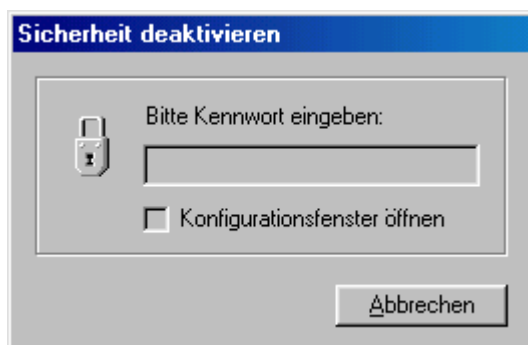 Sicherheit deaktivieren
Bitte Kennwort eingeben:
Konfigurationsfenster öffnen
Abbrechen